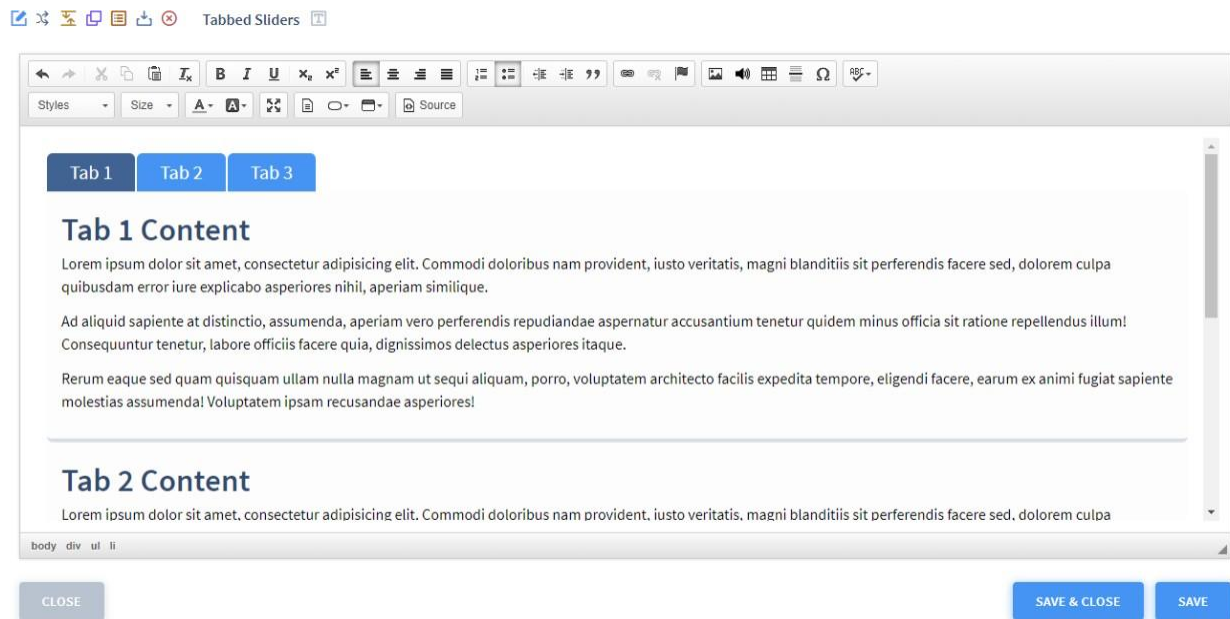 Tabbed Sliders T
B I U x₂ x² Ω ABC
Styles Size A A Source
Tab 1 Tab 2 Tab 3
Tab 1 Content
Lorem ipsum dolor sit amet, consectetur adipisicing elit. Commodi doloribus nam provident, iusto veritatis, magni blanditiis sit perferendis facere sed, dolorem culpa
quibusdam error iure explicabo asperiores nihil, aperiam similique.
Ad aliquid sapiente at distinctio, assumenda, aperiam vero perferendis repudiandae aspernatur accusantium tenetur quidem minus officia sit ratione repellendus illum!
Consequuntur tenetur, labore officiis facere quia, dignissimos delectus asperiores itaque.
Rerum eaque sed quam quisquam ullam nulla magnam ut sequi aliquam, porro, voluptatem architecto facilis expedita tempore, eligendi facere, earum ex animi fugiat sapiente
molestias assumenda! Voluptatem ipsam recusandae asperiores!
Tab 2 Content
Lorem ipsum dolor sit amet, consectetur adipisicing elit. Commodi doloribus nam provident, iusto veritatis, magni blanditiis sit perferendis facere sed, dolorem culpa
body div ul li
CLOSE SAVE & CLOSE SAVE